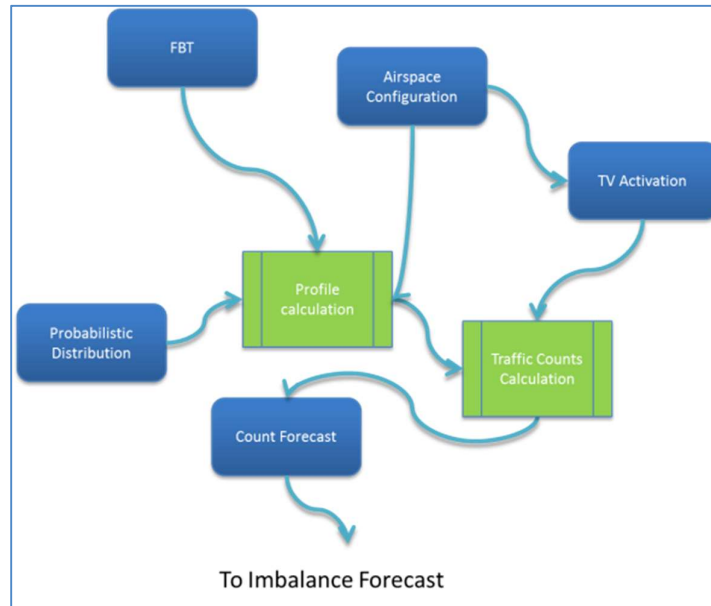 FBT
Airspace
Configuration
TV Activation
Profile
calculation
Probabilistic
Distribution
Traffic Counts
Calculation
Count Forecast
To Imbalance Forecast